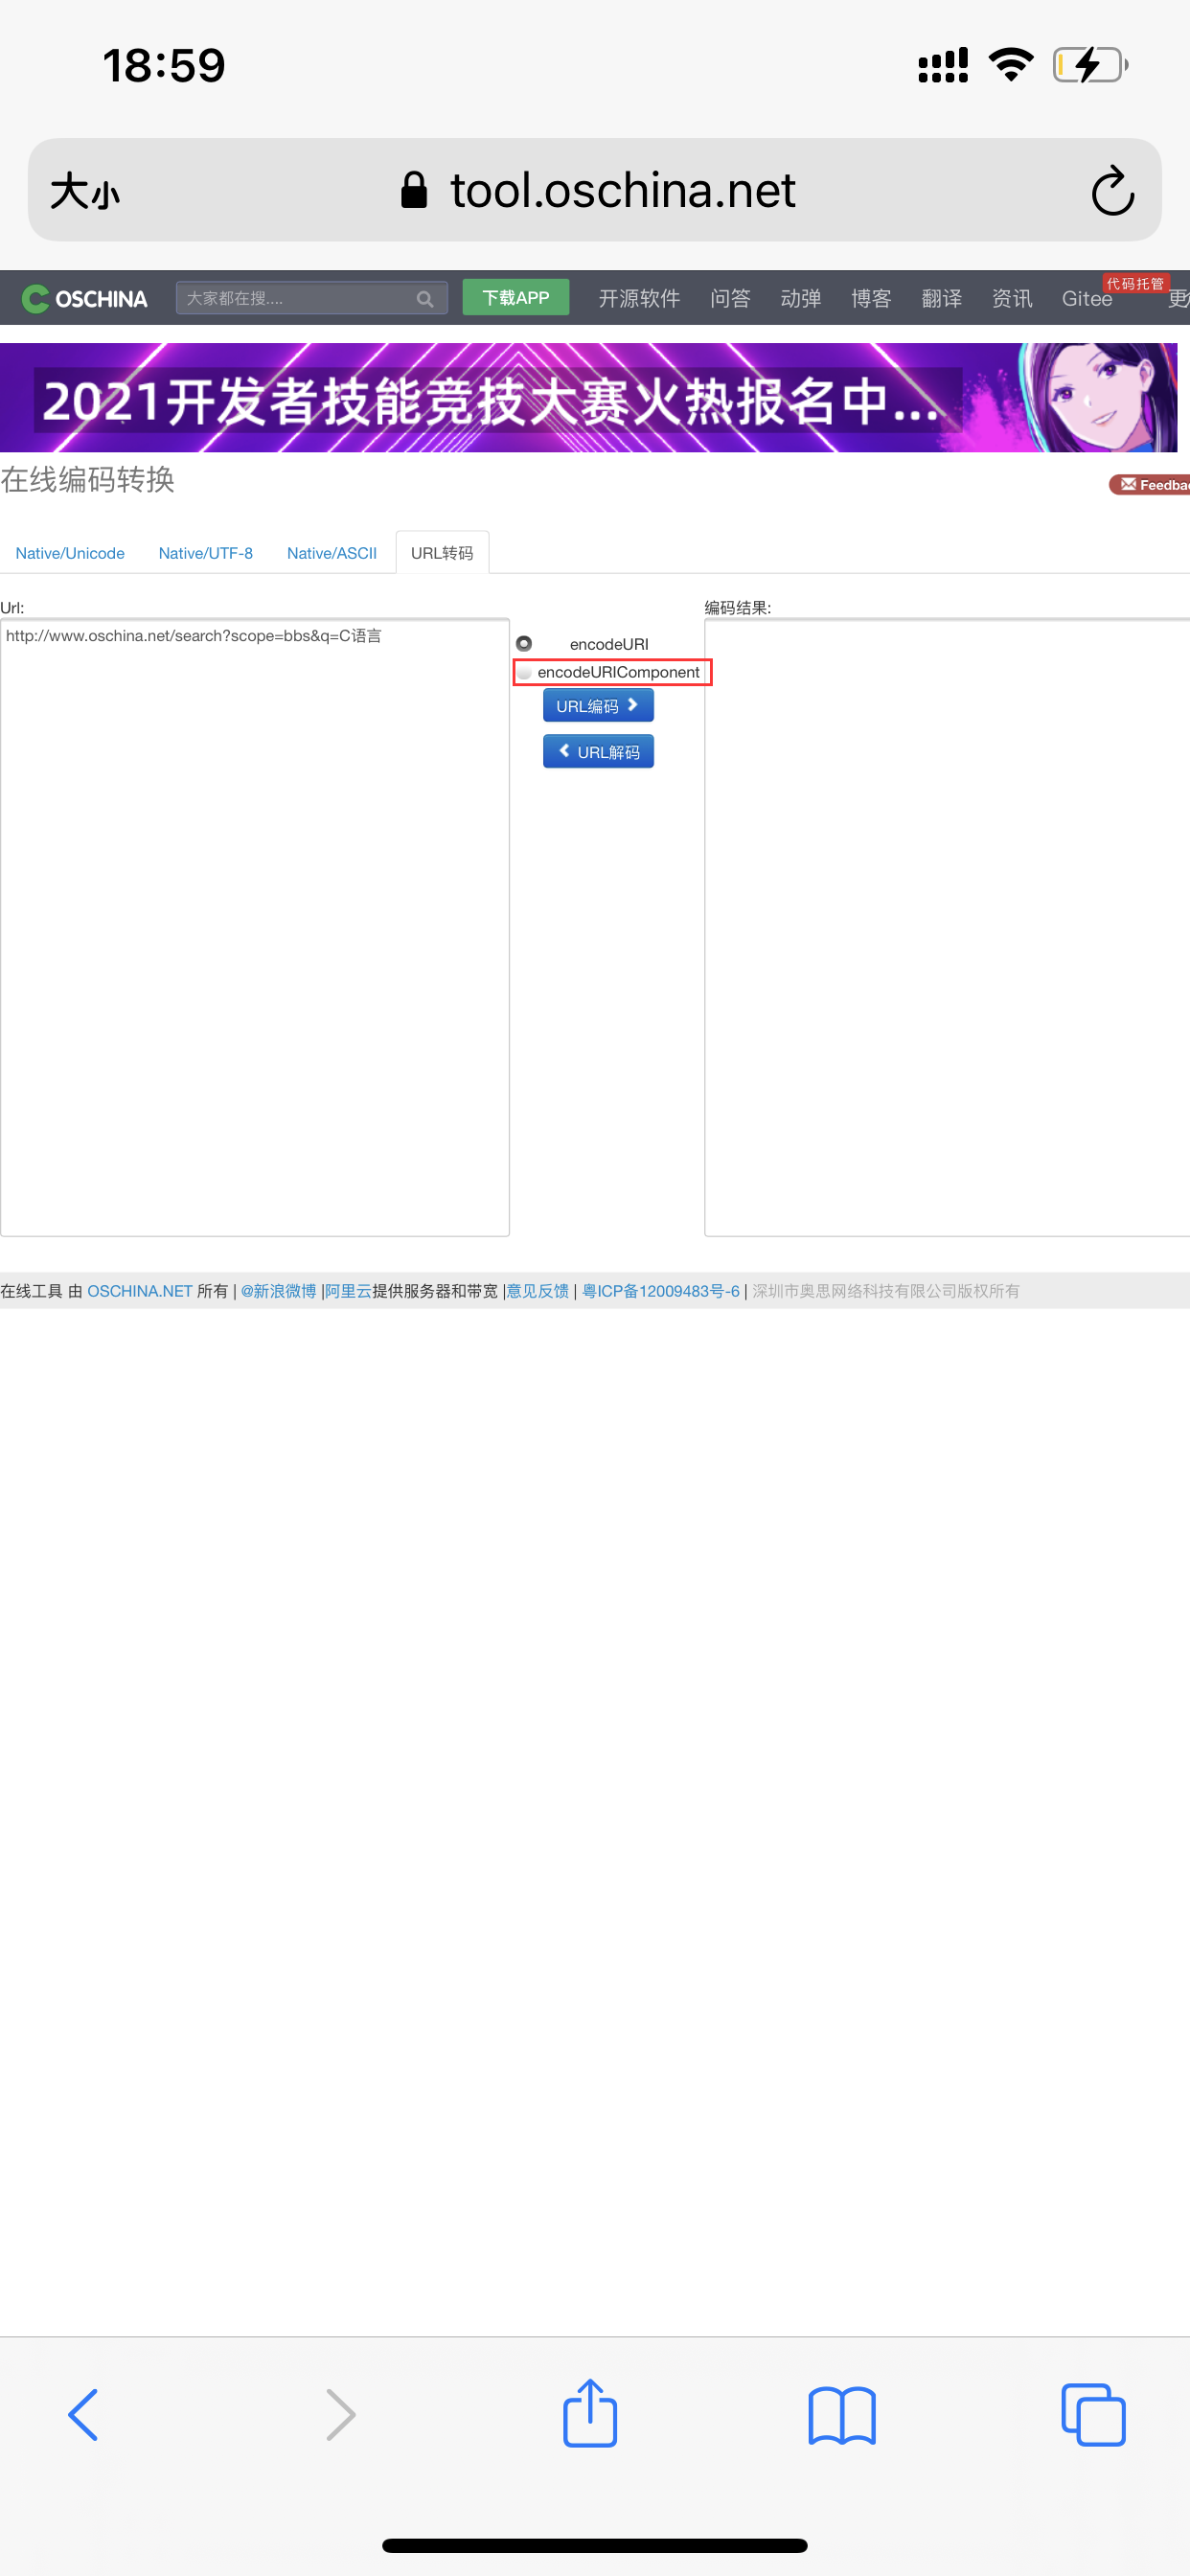 18:59
大小
tool.oschina.net
OSCHINA
大家都在搜....
下载APP
开源软件 问答 动弹 博客 翻译 资讯 Gitee
代码托管
2021开发者技能竞技大赛火热报名中...
在线编码转换
Native/Unicode Native/UTF-8 Native/ASCII URL转码
Url:
http://www.oschina.net/search?scope=bbs&q=C语言
encodeURI
encodeURIComponent
URL编码
URL解码
编码结果:
在线工具 由 OSCHINA.NET 所有 | @新浪微博 |阿里云提供服务器和带宽 |意见反馈 | 粤ICP备12009483号-6 | 深圳市奥思网络科技有限公司版权所有